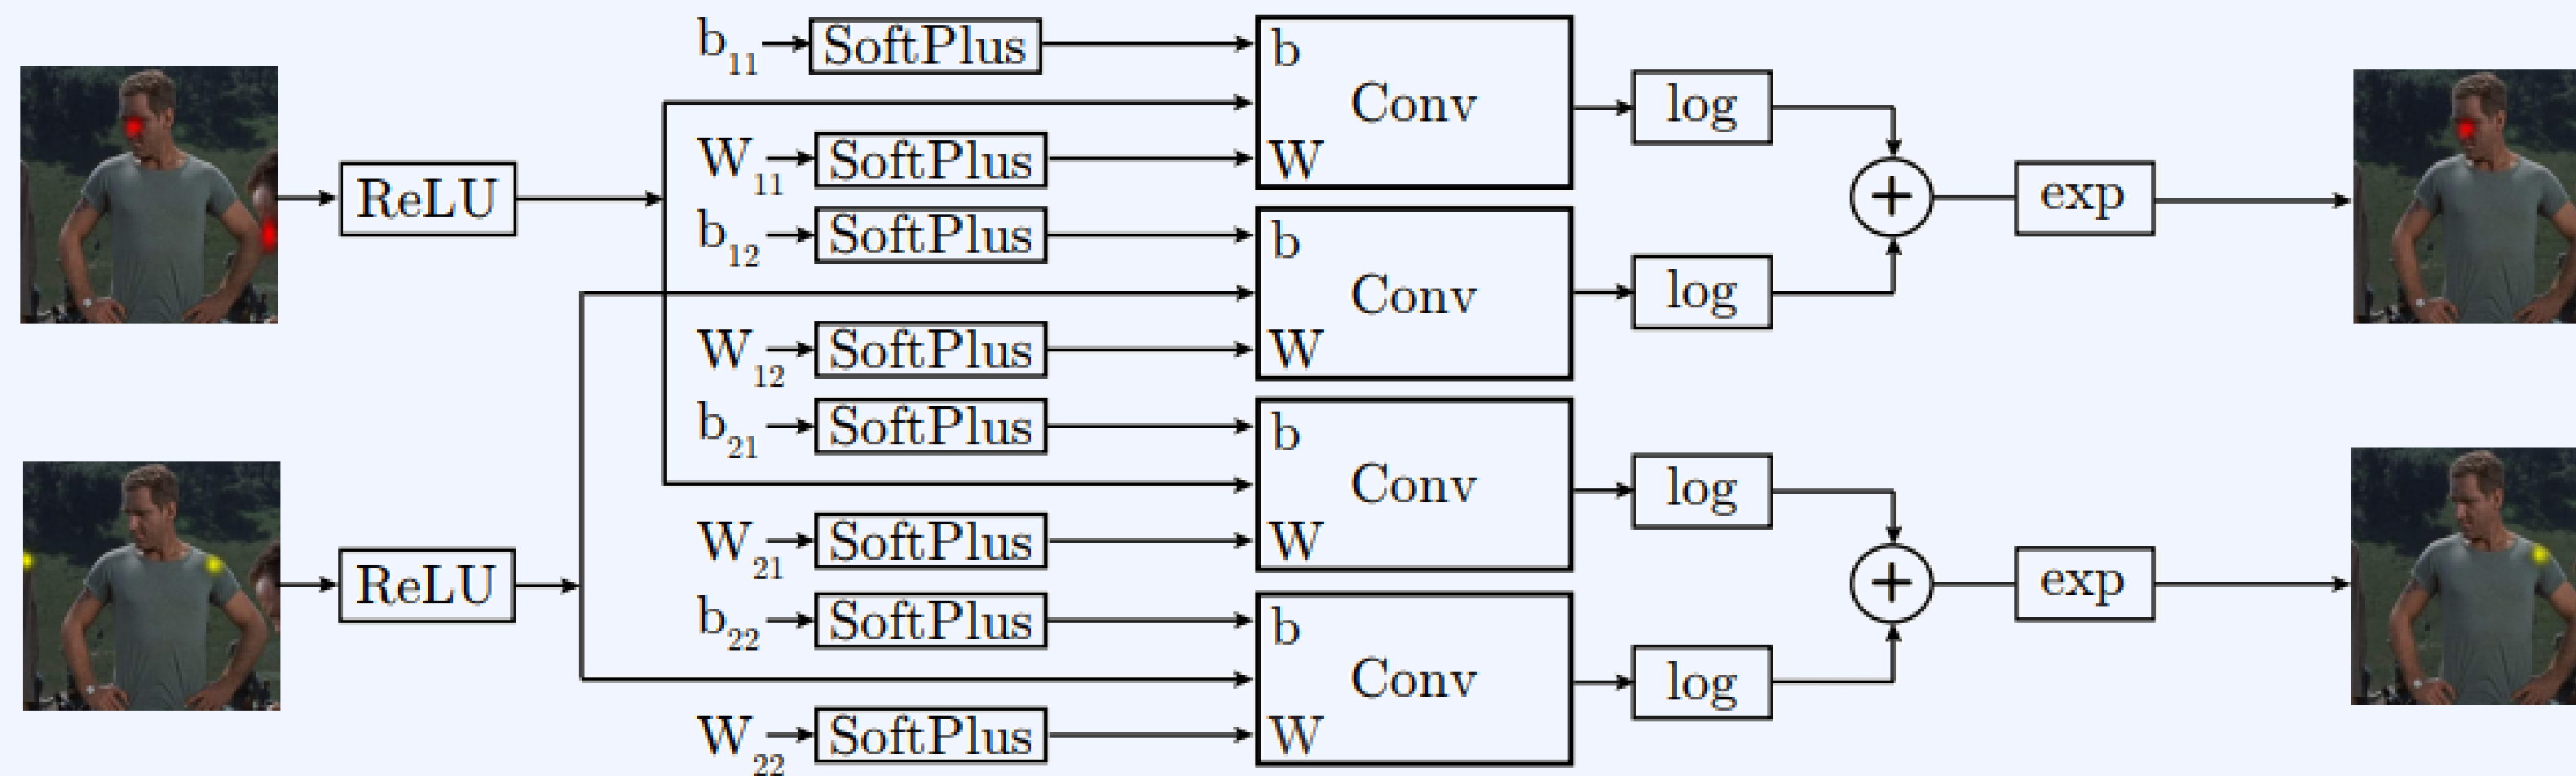 b11 SoftPlus b
Conv log
W11 SoftPlus W
ReLU + exp
b12 SoftPlus b
Conv log
W12 SoftPlus W
b21 SoftPlus b
Conv log
W21 SoftPlus W
ReLU + exp
b22 SoftPlus b
Conv log
W22 SoftPlus W